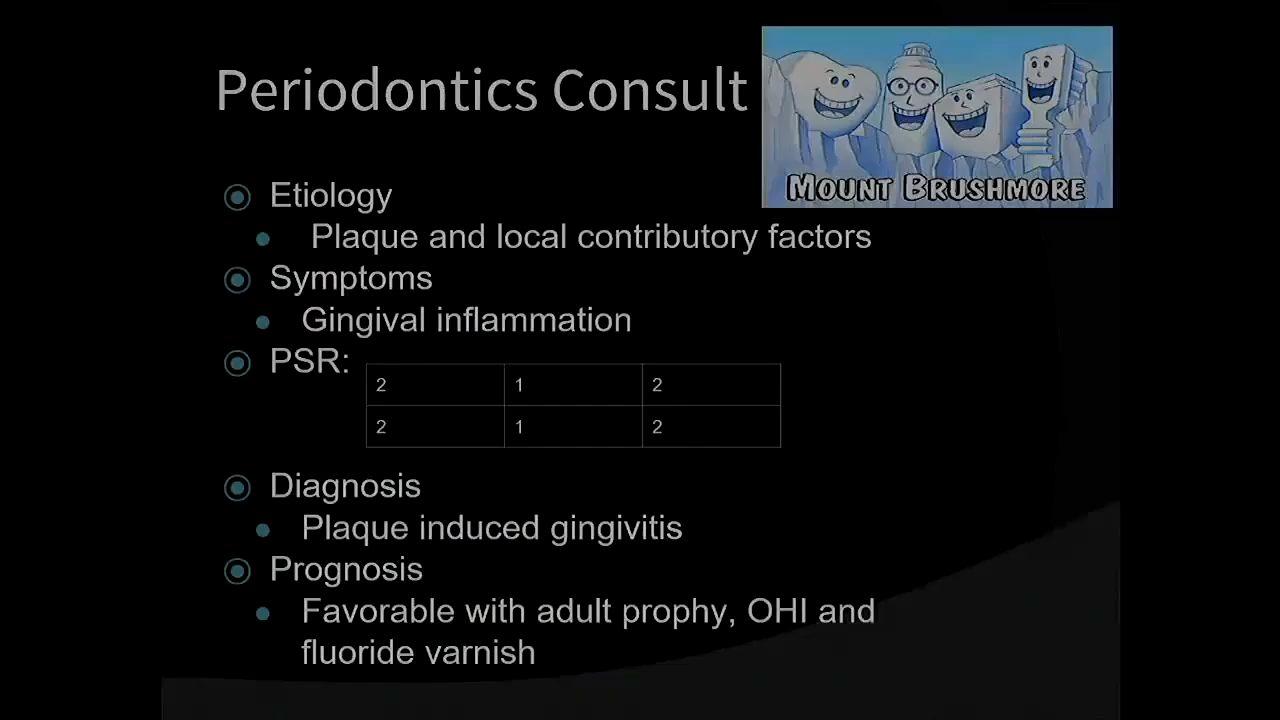 Periodontics Consult
MOUNT BRUSHMORE
Etiology
Plaque and local contributory factors
Symptoms
Gingival inflammation
PSR:
2 1 2
2 1 2
Diagnosis
Plaque induced gingivitis
Prognosis
Favorable with adult prophy, OHI and
fluoride varnish